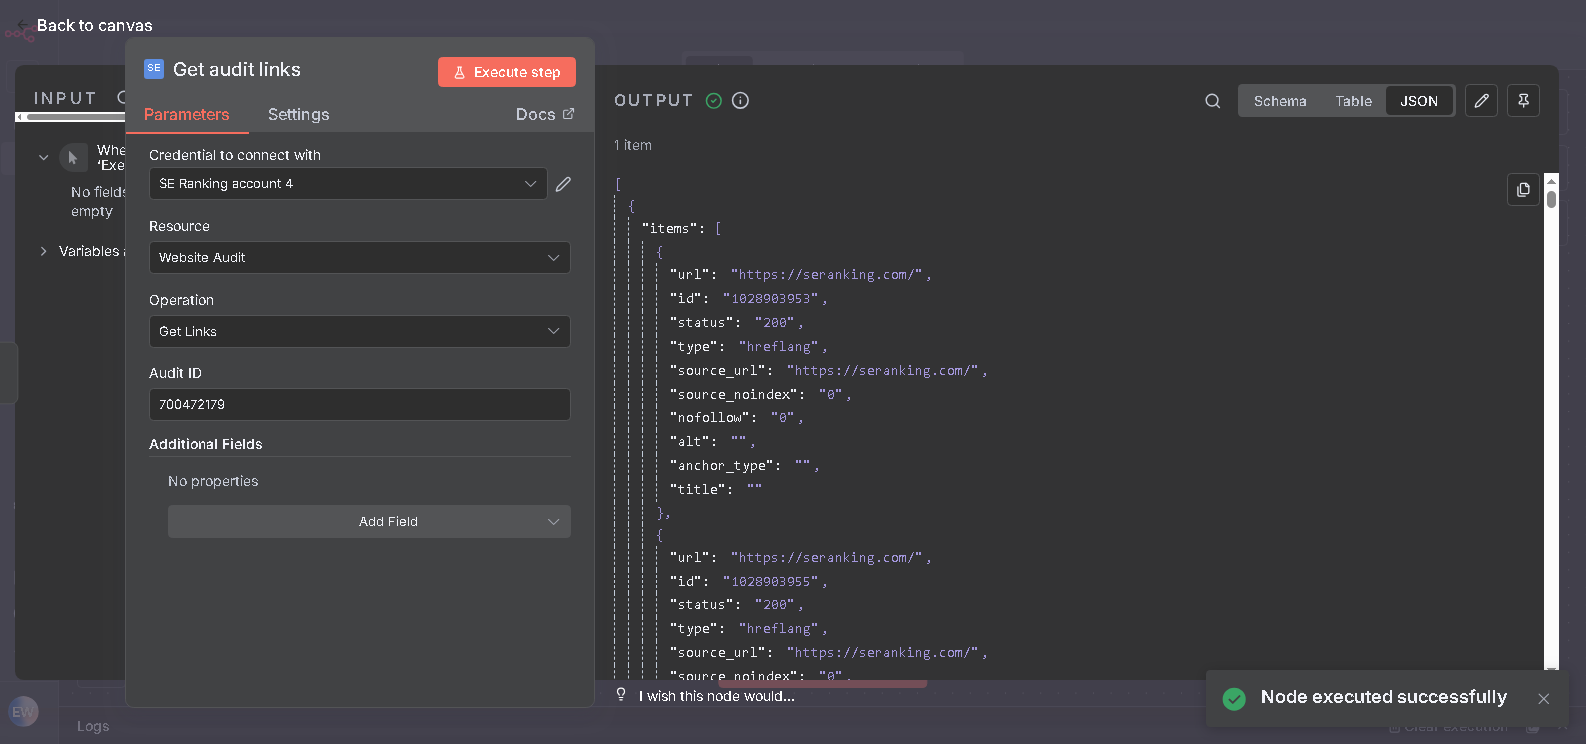 Back to canvas
SE Get audit links
Execute step
Parameters
Settings
Docs
INPUT
Whe
'Exe
No fields
empty
Variables a
Credential to connect with
SE Ranking account 4
Resource
Website Audit
Operation
Get Links
Audit ID
700472179
Additional Fields
No properties
Add Field
OUTPUT
Schema
Table
JSON
1 item
[
{
"items": [
{
"url": "https://seranking.com/",
"id": "1028903953",
"status": "200",
"type": "hreflang",
"source_url": "https://seranking.com/",
"source_noindex": "0",
"nofollow": "0",
"alt": "",
"anchor_type": "",
"title": ""
},
{
"url": "https://seranking.com/",
"id": "1028903955",
"status": "200",
"type": "hreflang",
"source_url": "https://seranking.com/",
"source_noindex": "0",
I wish this node would...
Node executed successfully
EW
Logs
Clear execution